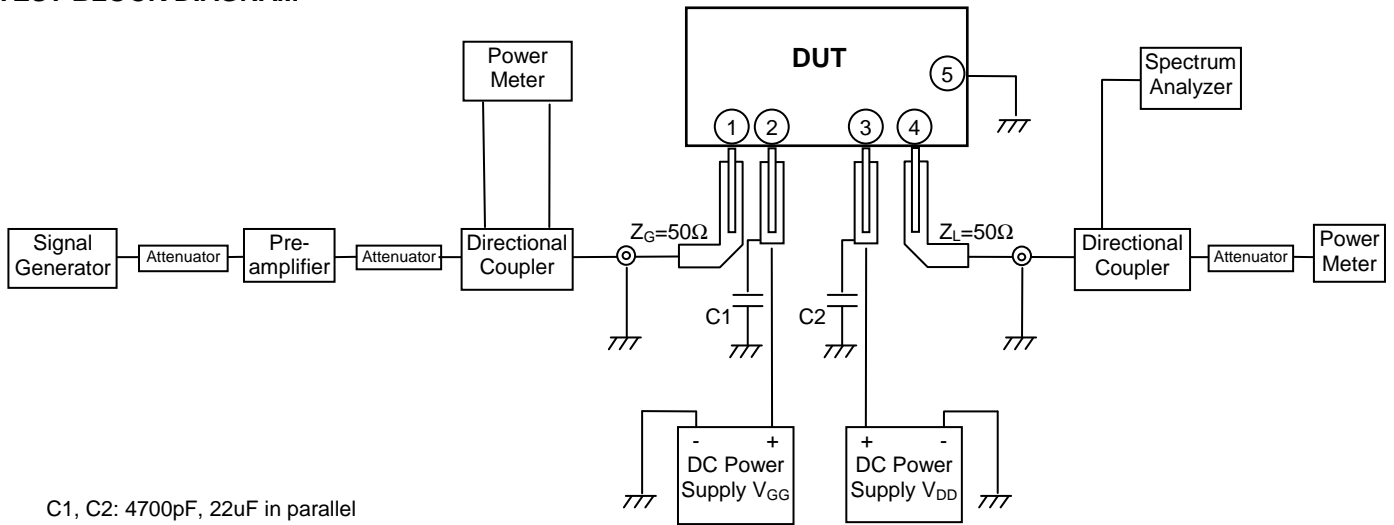 Power
Meter
DUT
5
Spectrum
Analyzer
1 2 3 4
Signal
Generator
Attenuator
Pre-
amplifier
Attenuator
Directional
Coupler
ZG=50Ω
ZL=50Ω
Directional
Coupler
Attenuator
Power
Meter
C1
C2
- +
DC Power
Supply VGG
+ -
DC Power
Supply VDD
C1, C2: 4700pF, 22uF in parallel